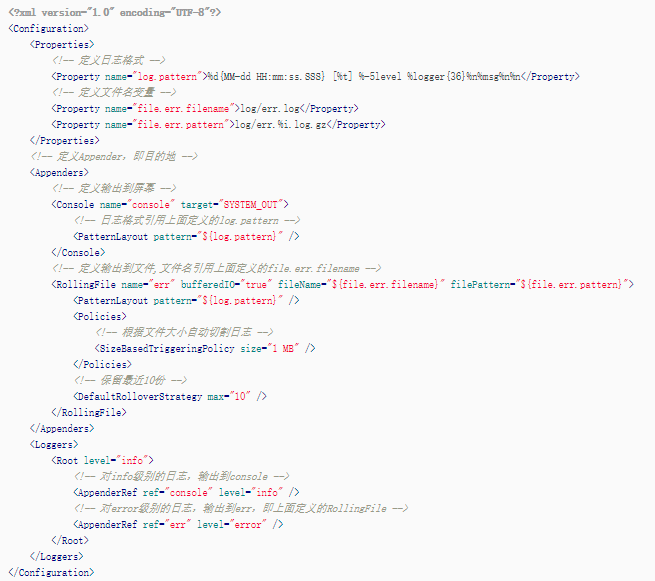 <?xml version="1.0" encoding="UTF-8"?>
<Configuration>
    <Properties>
        <!-- 定义日志格式 -->
        <Property name="log.pattern">%d{MM-dd HH:mm:ss.SSS} [%t] %-5level %logger{36}%n%msg%n%n</Property>
        <!-- 定义文件名变量 -->
        <Property name="file.err.filename">log/err.log</Property>
        <Property name="file.err.pattern">log/err.%i.log.gz</Property>
    </Properties>
    <!-- 定义Appender，即目的地 -->
    <Appenders>
        <!-- 定义输出到屏幕 -->
        <Console name="console" target="SYSTEM_OUT">
            <!-- 日志格式引用上面定义的log.pattern -->
            <PatternLayout pattern="${log.pattern}" />
        </Console>
        <!-- 定义输出到文件,文件名引用上面定义的file.err.filename -->
        <RollingFile name="err" bufferedIO="true" fileName="${file.err.filename}" filePattern="${file.err.pattern}">
            <PatternLayout pattern="${log.pattern}" />
            <Policies>
                <!-- 根据文件大小自动切割日志 -->
                <SizeBasedTriggeringPolicy size="1 MB" />
            </Policies>
            <!-- 保留最近10份 -->
            <DefaultRolloverStrategy max="10" />
        </RollingFile>
    </Appenders>
    <Loggers>
        <Root level="info">
            <!-- 对info级别的日志，输出到console -->
            <AppenderRef ref="console" level="info" />
            <!-- 对error级别的日志，输出到err，即上面定义的RollingFile -->
            <AppenderRef ref="err" level="error" />
        </Root>
    </Loggers>
</Configuration>